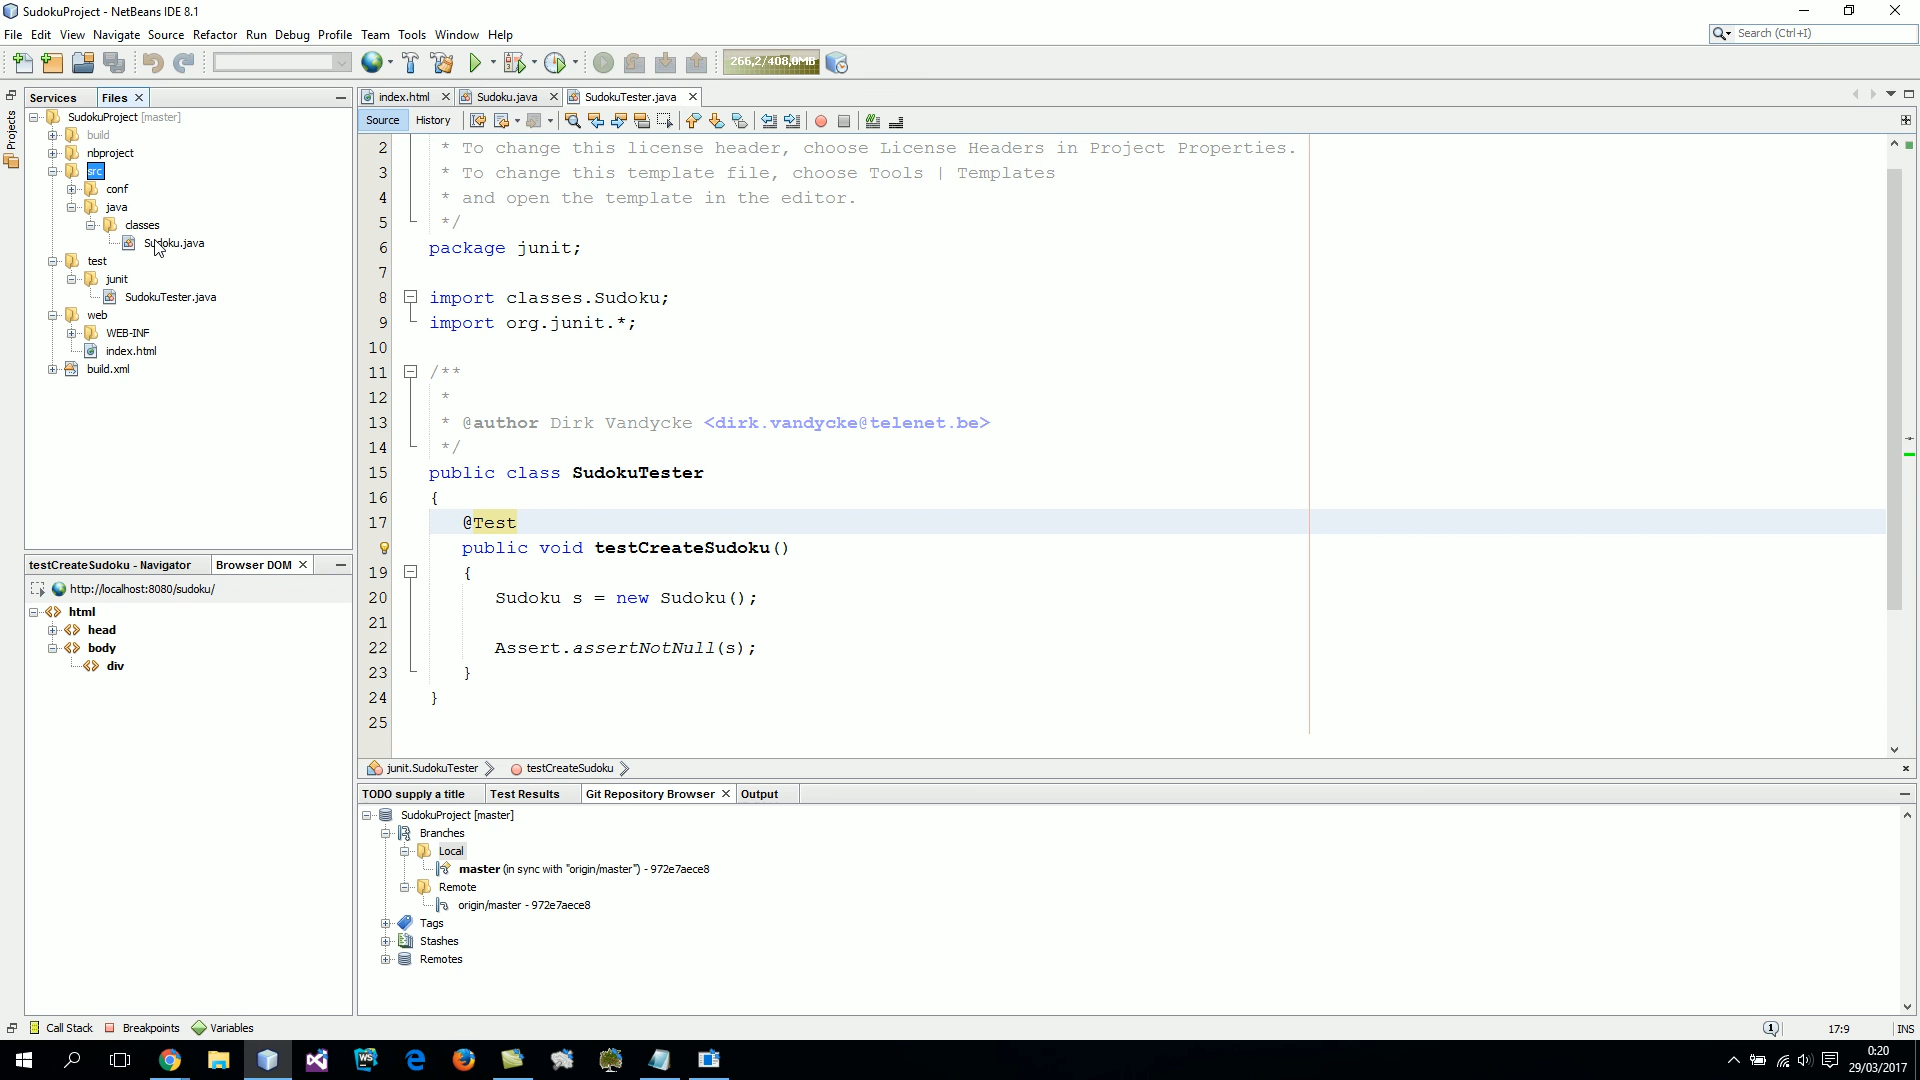 SudokuProject - NetBeans IDE 8.1
File Edit View Navigate Source Refactor Run Debug Profile Team Tools Window Help
Search (Ctrl+I)
266,2/408,0MB
Projects
Services Files
SudokuProject [master]
build
nbproject
src
conf
java
classes
Sudoku.java
test
junit
SudokuTester.java
web
WEB-INF
index.html
build.xml
testCreateSudoku - Navigator Browser DOM
http://localhost:8080/sudoku/
html
head
body
div
index.html Sudoku.java SudokuTester.java
Source History
2 * To change this license header, choose License Headers in Project Properties.
3 * To change this template file, choose Tools | Templates
4 * and open the template in the editor.
5 */
6 package junit;
7
8 import classes.Sudoku;
9 import org.junit.*;
10
11 /**
12 *
13 * @author Dirk Vandycke <dirk.vandycke@telenet.be>
14 */
15 public class SudokuTester
16 {
17 @Test
public void testCreateSudoku()
19 {
20 Sudoku s = new Sudoku();
21
22 Assert.assertNotNull(s);
23 }
24 }
25
junit.SudokuTester testCreateSudoku
TODO supply a title Test Results Git Repository Browser Output
SudokuProject [master]
Branches
Local
master (in sync with "origin/master") - 972e7aece8
Remote
origin/master - 972e7aece8
Tags
Stashes
Remotes
Call Stack Breakpoints Variables
1 17:9 INS
WS
0:20
29/03/2017